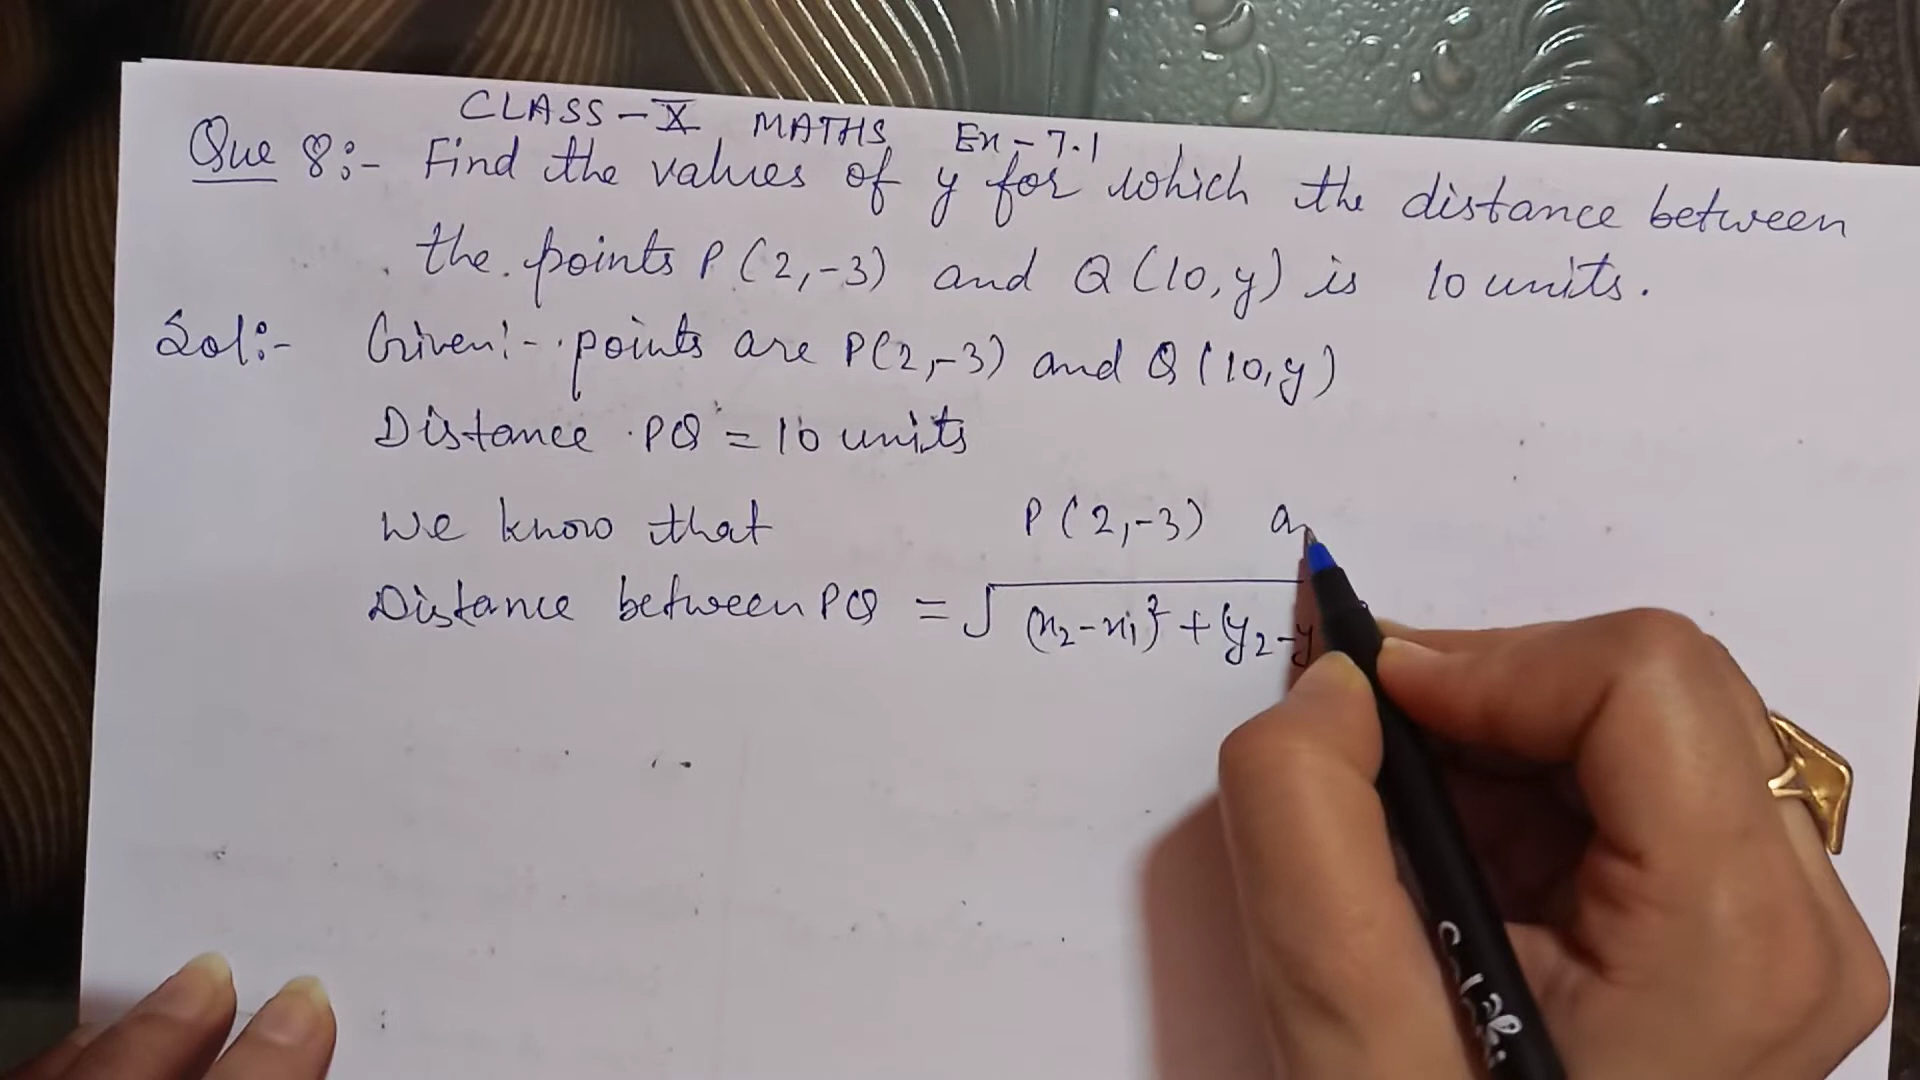 CLASS-X MATHS Ex-7.1
Que 8:- Find the values of y for which the distance between
the points P(2,-3) and Q(10,y) is 10 units.
Sol:- Given:- points are P(2,-3) and Q(10,y)
Distance PQ = 10 units
We know that P(2,-3)
Distance between PQ = √(x₂-x₁)²+(y₂-y